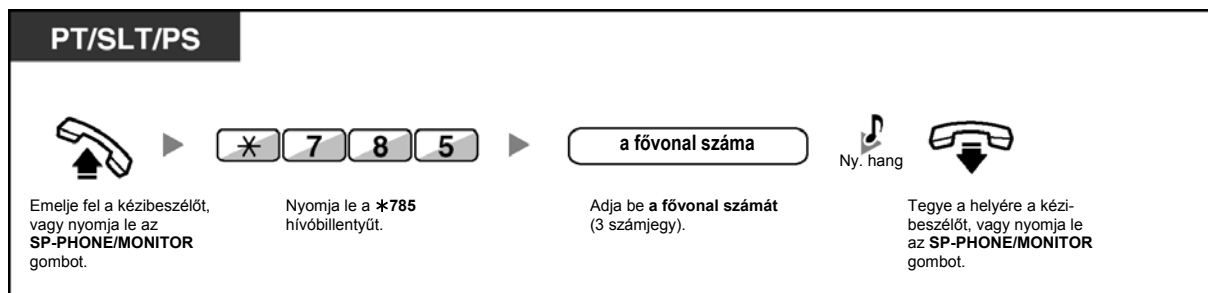 PT/SLT/PS
* 7 8 5
a fővonal száma
Ny. hang
Emelje fel a kézibeszélőt,
vagy nyomja le az
SP-PHONE/MONITOR
gombot.
Nyomja le a *785
hívóbillentyűt.
Adja be a fővonal számát
(3 számjegy).
Tegye a helyére a kézi-
beszélőt, vagy nyomja le
az SP-PHONE/MONITOR
gombot.